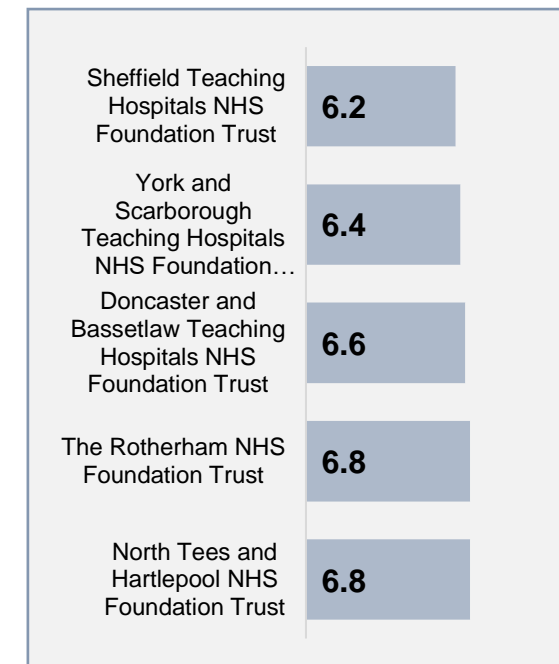 Sheffield Teaching
Hospitals NHS
Foundation Trust
6.2
York and
Scarborough
Teaching Hospitals
NHS Foundation…
6.4
Doncaster and
Bassetlaw Teaching
Hospitals NHS
Foundation Trust
6.6
The Rotherham NHS
Foundation Trust
6.8
North Tees and
Hartlepool NHS
Foundation Trust
6.8